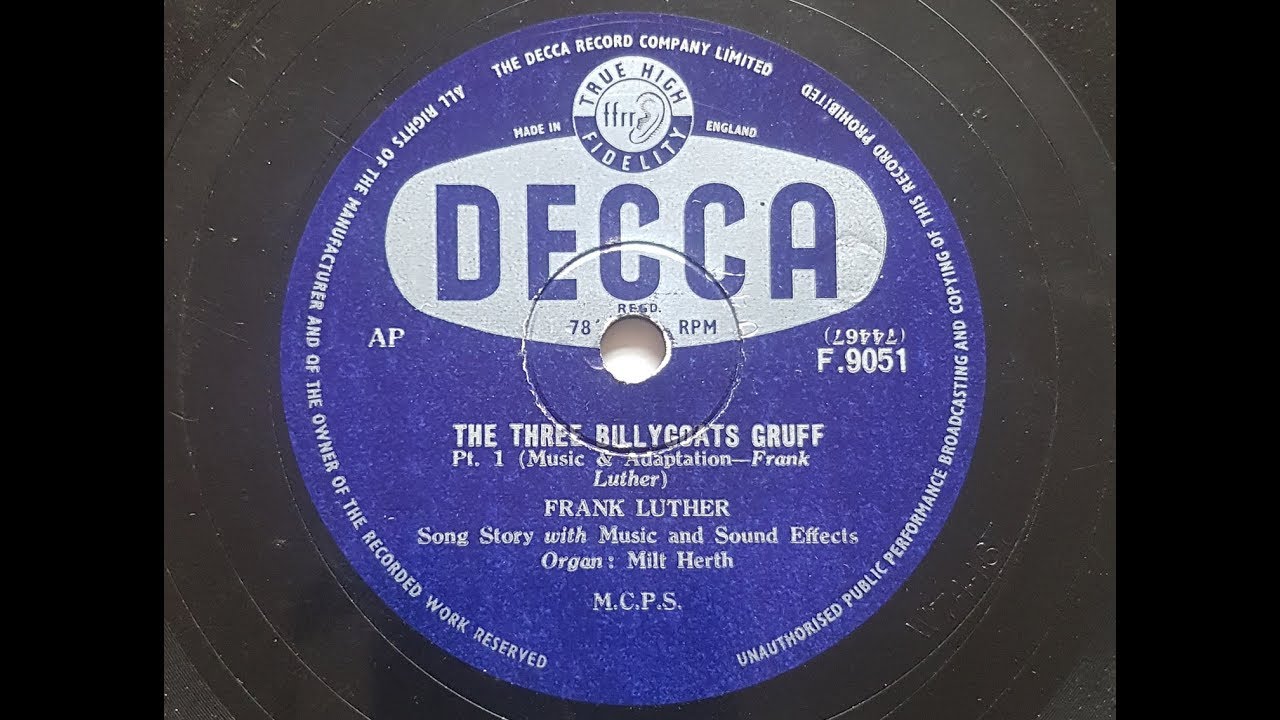 ALL RIGHTS OF THE MANUFACTURER AND OF THE OWNER OF THE RECORDED WORK RESERVED
THE DECCA RECORD COMPANY LIMITED
UNAUTHORISED PUBLIC PERFORMANCE BROADCASTING AND COPYING OF THIS RECORD PROHIBITED
TRUE HIGH
ffrr
FIDELITY
MADE IN ENGLAND
DECCA
REGD.
78 RPM
AP
(74467)
F.9051
THE THREE BILLYGOATS GRUFF
Pt. 1 (Music & Adaptation—Frank
Luther)
FRANK LUTHER
Song Story with Music and Sound Effects
Organ: Milt Herth
M.C.P.S.